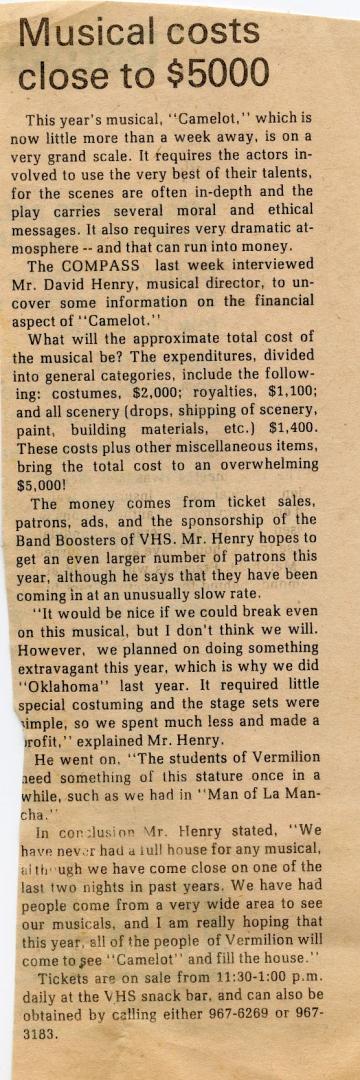 Musical costs
close to $5000
This year's musical, "Camelot," which is
now little more than a week away, is on a
very grand scale. It requires the actors in-
volved to use the very best of their talents,
for the scenes are often in-depth and the
play carries several moral and ethical
messages. It also requires very dramatic at-
mosphere -- and that can run into money.
The COMPASS last week interviewed
Mr. David Henry, musical director, to un-
cover some information on the financial
aspect of "Camelot."
What will the approximate total cost of
the musical be? The expenditures, divided
into general categories, include the follow-
ing: costumes, $2,000; royalties, $1,100;
and all scenery (drops, shipping of scenery,
paint, building materials, etc.) $1,400.
These costs plus other miscellaneous items,
bring the total cost to an overwhelming
$5,000!
The money comes from ticket sales,
patrons, ads, and the sponsorship of the
Band Boosters of VHS. Mr. Henry hopes to
get an even larger number of patrons this
year, although he says that they have been
coming in at an unusually slow rate.
"It would be nice if we could break even
on this musical, but I don't think we will.
However, we planned on doing something
extravagant this year, which is why we did
"Oklahoma" last year. It required little
special costuming and the stage sets were
simple, so we spent much less and made a
profit," explained Mr. Henry.
He went on, "The students of Vermilion
need something of this stature once in a
while, such as we had in "Man of La Man-
cha."
In conclusion Mr. Henry stated, "We
have never had a full house for any musical,
although we have come close on one of the
last two nights in past years. We have had
people come from a very wide area to see
our musicals, and I am really hoping that
this year, all of the people of Vermilion will
come to see "Camelot" and fill the house."
Tickets are on sale from 11:30-1:00 p.m.
daily at the VHS snack bar, and can also be
obtained by calling either 967-6269 or 967-
3183.